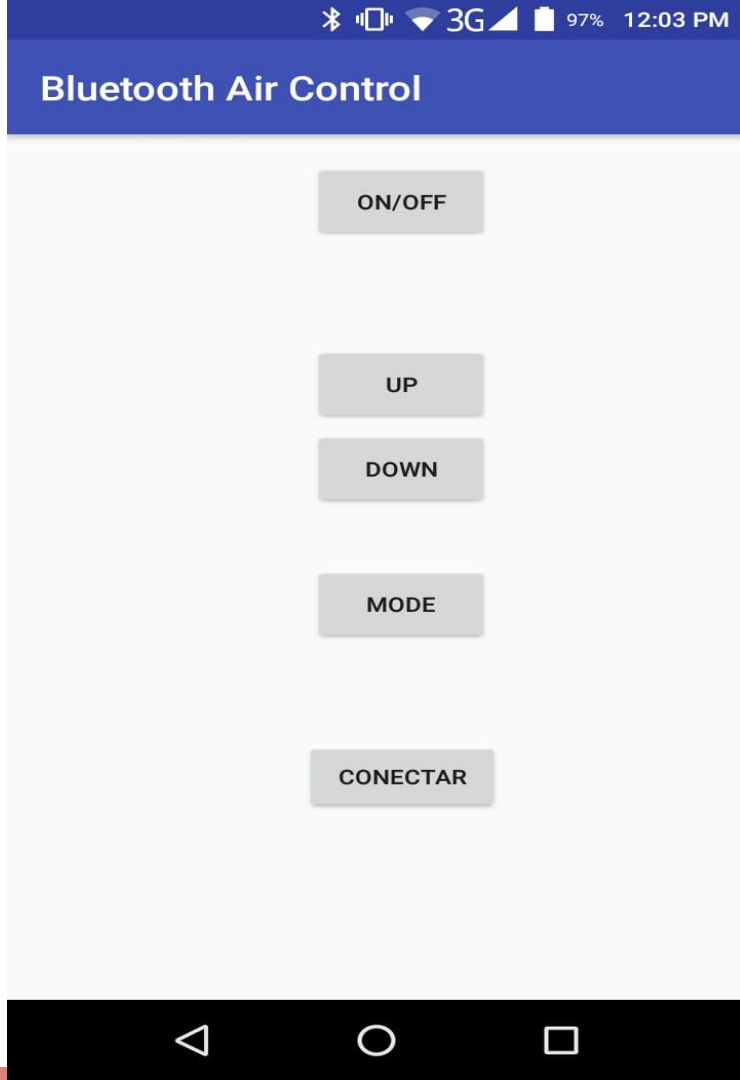 3G 97% 12:03 PM
Bluetooth Air Control
ON/OFF
UP
DOWN
MODE
CONECTAR